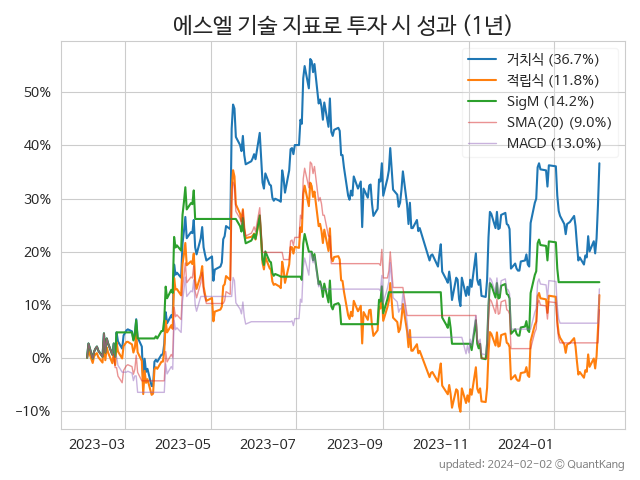 에스엘 기술 지표로 투자 시 성과 (1년)
거치식 (36.7%)
적립식 (11.8%)
SigM (14.2%)
SMA(20) (9.0%)
MACD (13.0%)
50%
40%
30%
20%
10%
0%
−10%
2023-03 2023-05 2023-07 2023-09 2023-11 2024-01
updated: 2024-02-02 © QuantKang